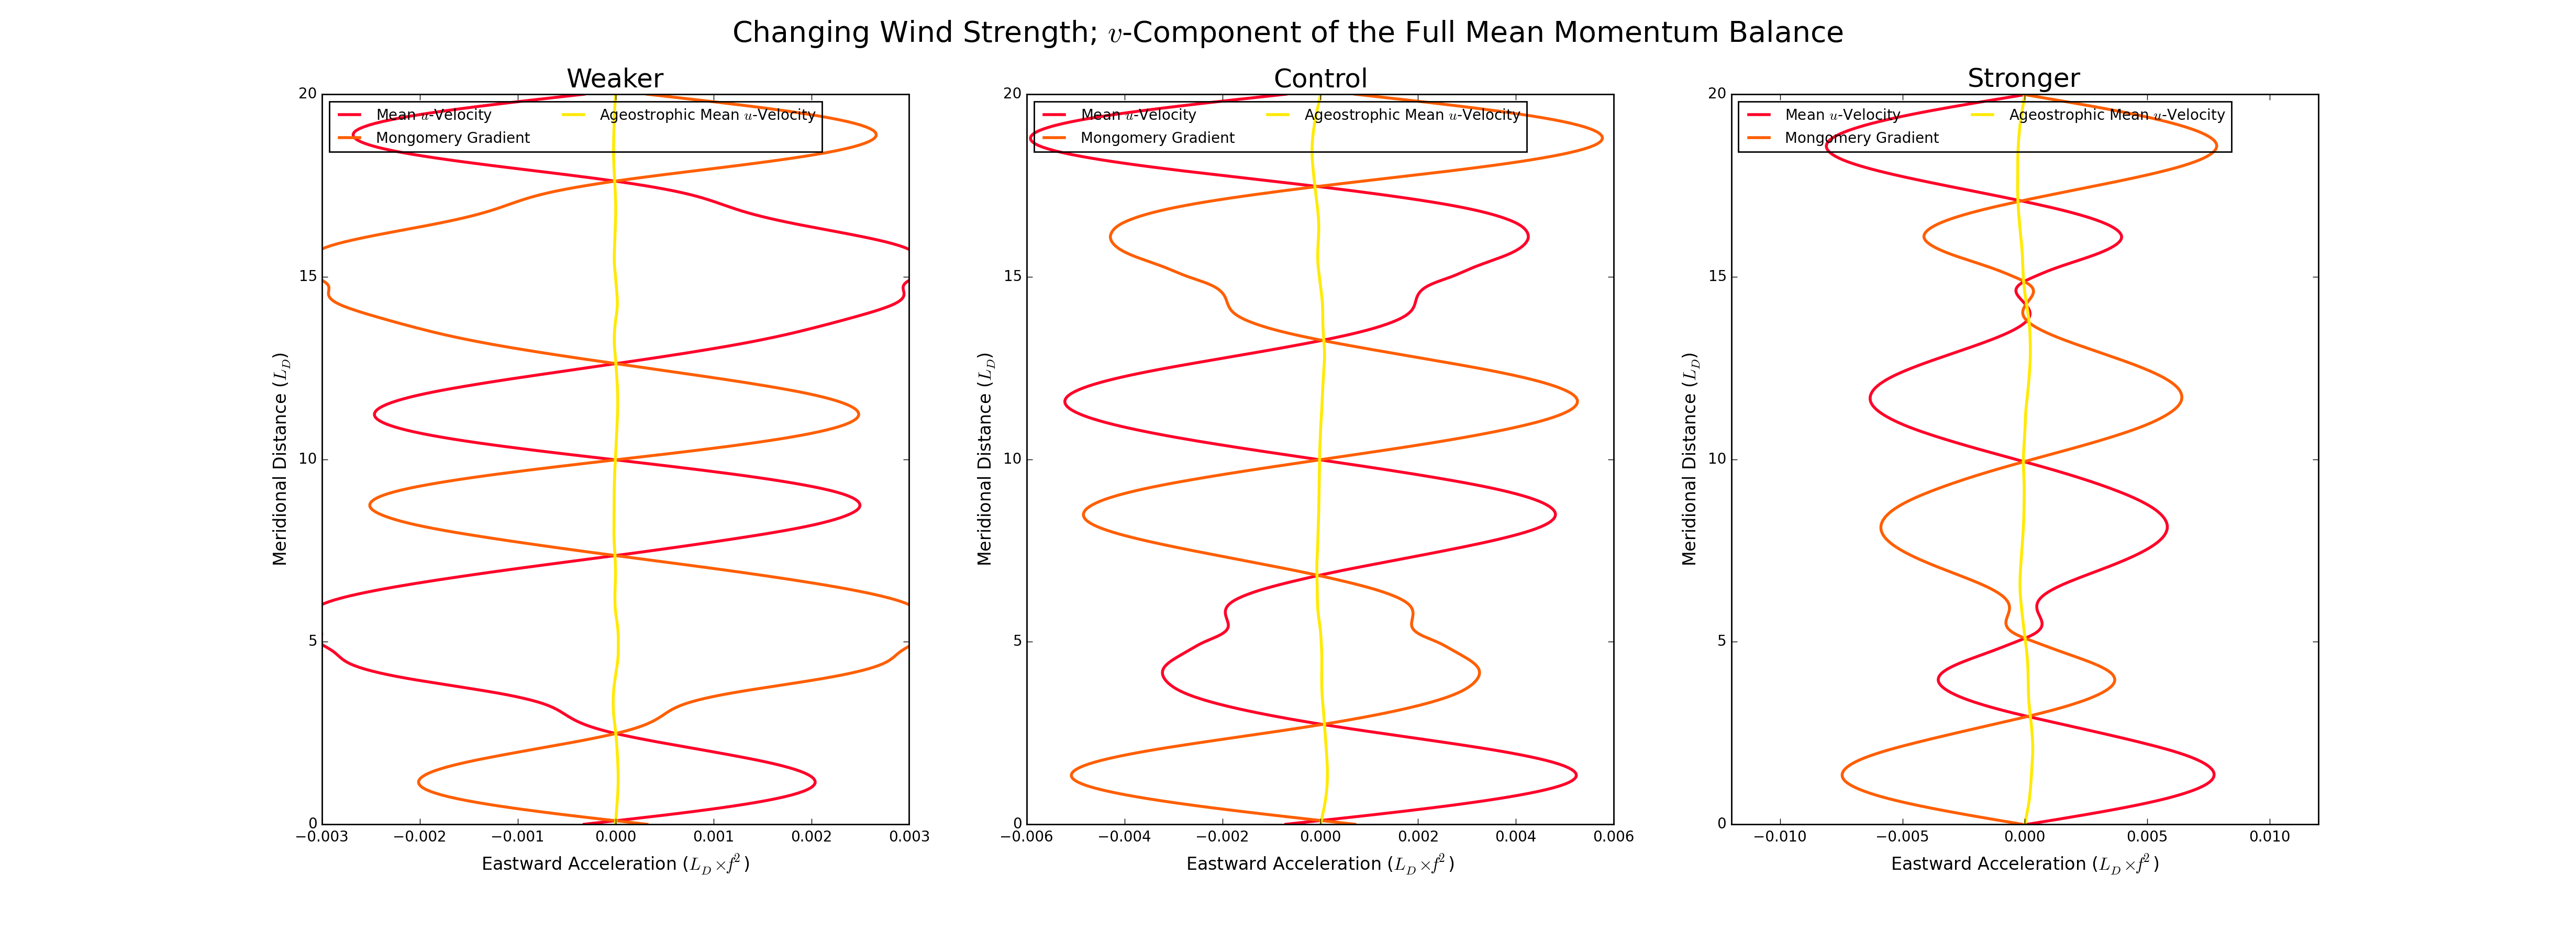 Changing Wind Strength; v-Component of the Full Mean Momentum Balance
Weaker
Mean u-Velocity
Mongomery Gradient
Ageostrophic Mean u-Velocity
20
15
10
5
0
Meridional Distance (L_D)
−0.003 −0.002 −0.001 0.000 0.001 0.002 0.003
Eastward Acceleration (L_D×f²)
Control
Mean u-Velocity
Mongomery Gradient
Ageostrophic Mean u-Velocity
20
15
10
5
0
Meridional Distance (L_D)
−0.006 −0.004 −0.002 0.000 0.002 0.004 0.006
Eastward Acceleration (L_D×f²)
Stronger
Mean u-Velocity
Mongomery Gradient
Ageostrophic Mean u-Velocity
20
15
10
5
0
Meridional Distance (L_D)
−0.010 −0.005 0.000 0.005 0.010
Eastward Acceleration (L_D×f²)